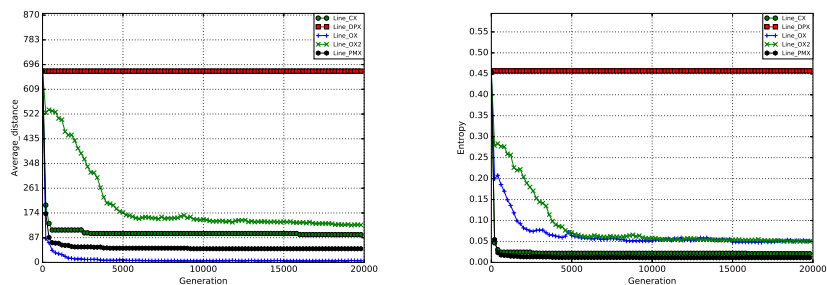 870
783
696
609
522
435
348
261
174
87
0
Average_distance
0
5000
10000
15000
20000
Generation
Line_CX
Line_DPX
Line_OX
Line_OX2
Line_PMX
0.55
0.50
0.45
0.40
0.35
0.30
0.25
0.20
0.15
0.10
0.05
0.00
Entropy
0
5000
10000
15000
20000
Generation
Line_CX
Line_DPX
Line_OX
Line_OX2
Line_PMX